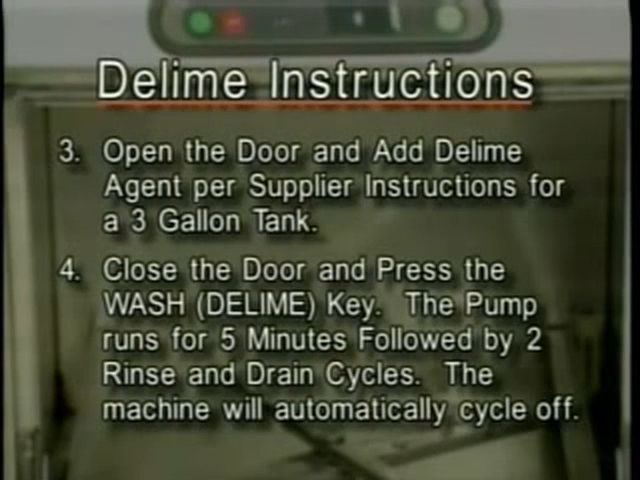 Delime Instructions
3. Open the Door and Add Delime
Agent per Supplier Instructions for
a 3 Gallon Tank.
4. Close the Door and Press the
WASH (DELIME) Key. The Pump
runs for 5 Minutes Followed by 2
Rinse and Drain Cycles. The
machine will automatically cycle off.